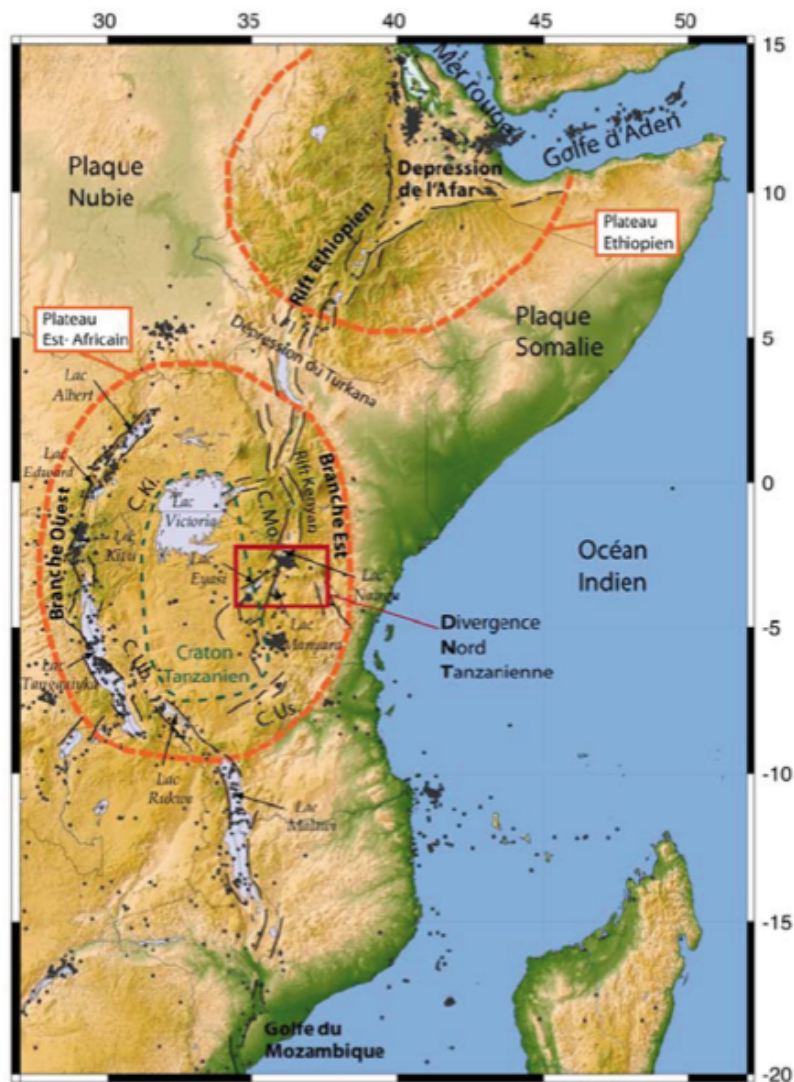 30 35 40 45 50
15
Mer rouge
Golfe d'Aden
Plaque
Nubie
Depression
de l'Afar
10
Rift Ethiopien
Plateau
Ethiopien
Plateau
Est-Africain
Plaque
Somalie
5
Dépression du Turkana
Lac
Albert
Lac
Edward
Rift Kenyan
Branche Est
0
C. Ki.
C. Mo.
Lac
Victoria
Branche Ouest
Lac
Kivu
Lac
Eyasi
Océan
Indien
Lac
Divergence
Nord
Tanzanienne
Lac
Manyara
-5
Craton
Tanzanien
C. Ub.
Lac
Tanganyika
C. Us.
Lac
Rukwa
-10
Lac
Malawi
-15
Golfe du
Mozambique
-20